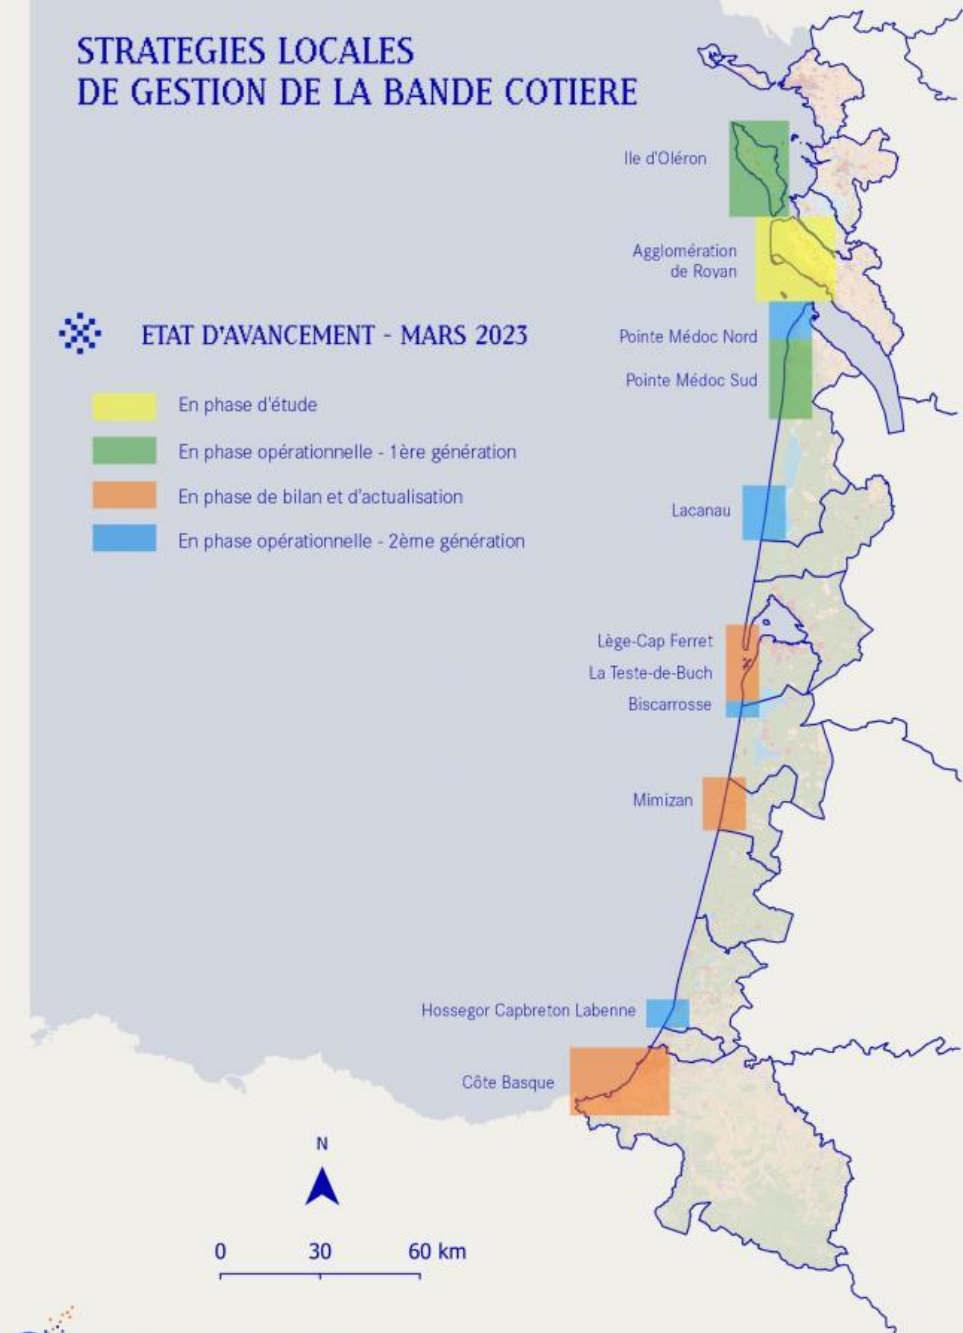 STRATEGIES LOCALES
DE GESTION DE LA BANDE COTIERE
Ile d'Oléron
Agglomération
de Royan
ETAT D'AVANCEMENT - MARS 2023
Pointe Médoc Nord
Pointe Médoc Sud
En phase d'étude
En phase opérationnelle - 1ère génération
En phase de bilan et d'actualisation
En phase opérationnelle - 2ème génération
Lacanau
Lège-Cap Ferret
La Teste-de-Buch
Biscarrosse
Mimizan
Hossegor Capbreton Labenne
Côte Basque
N
0 30 60 km